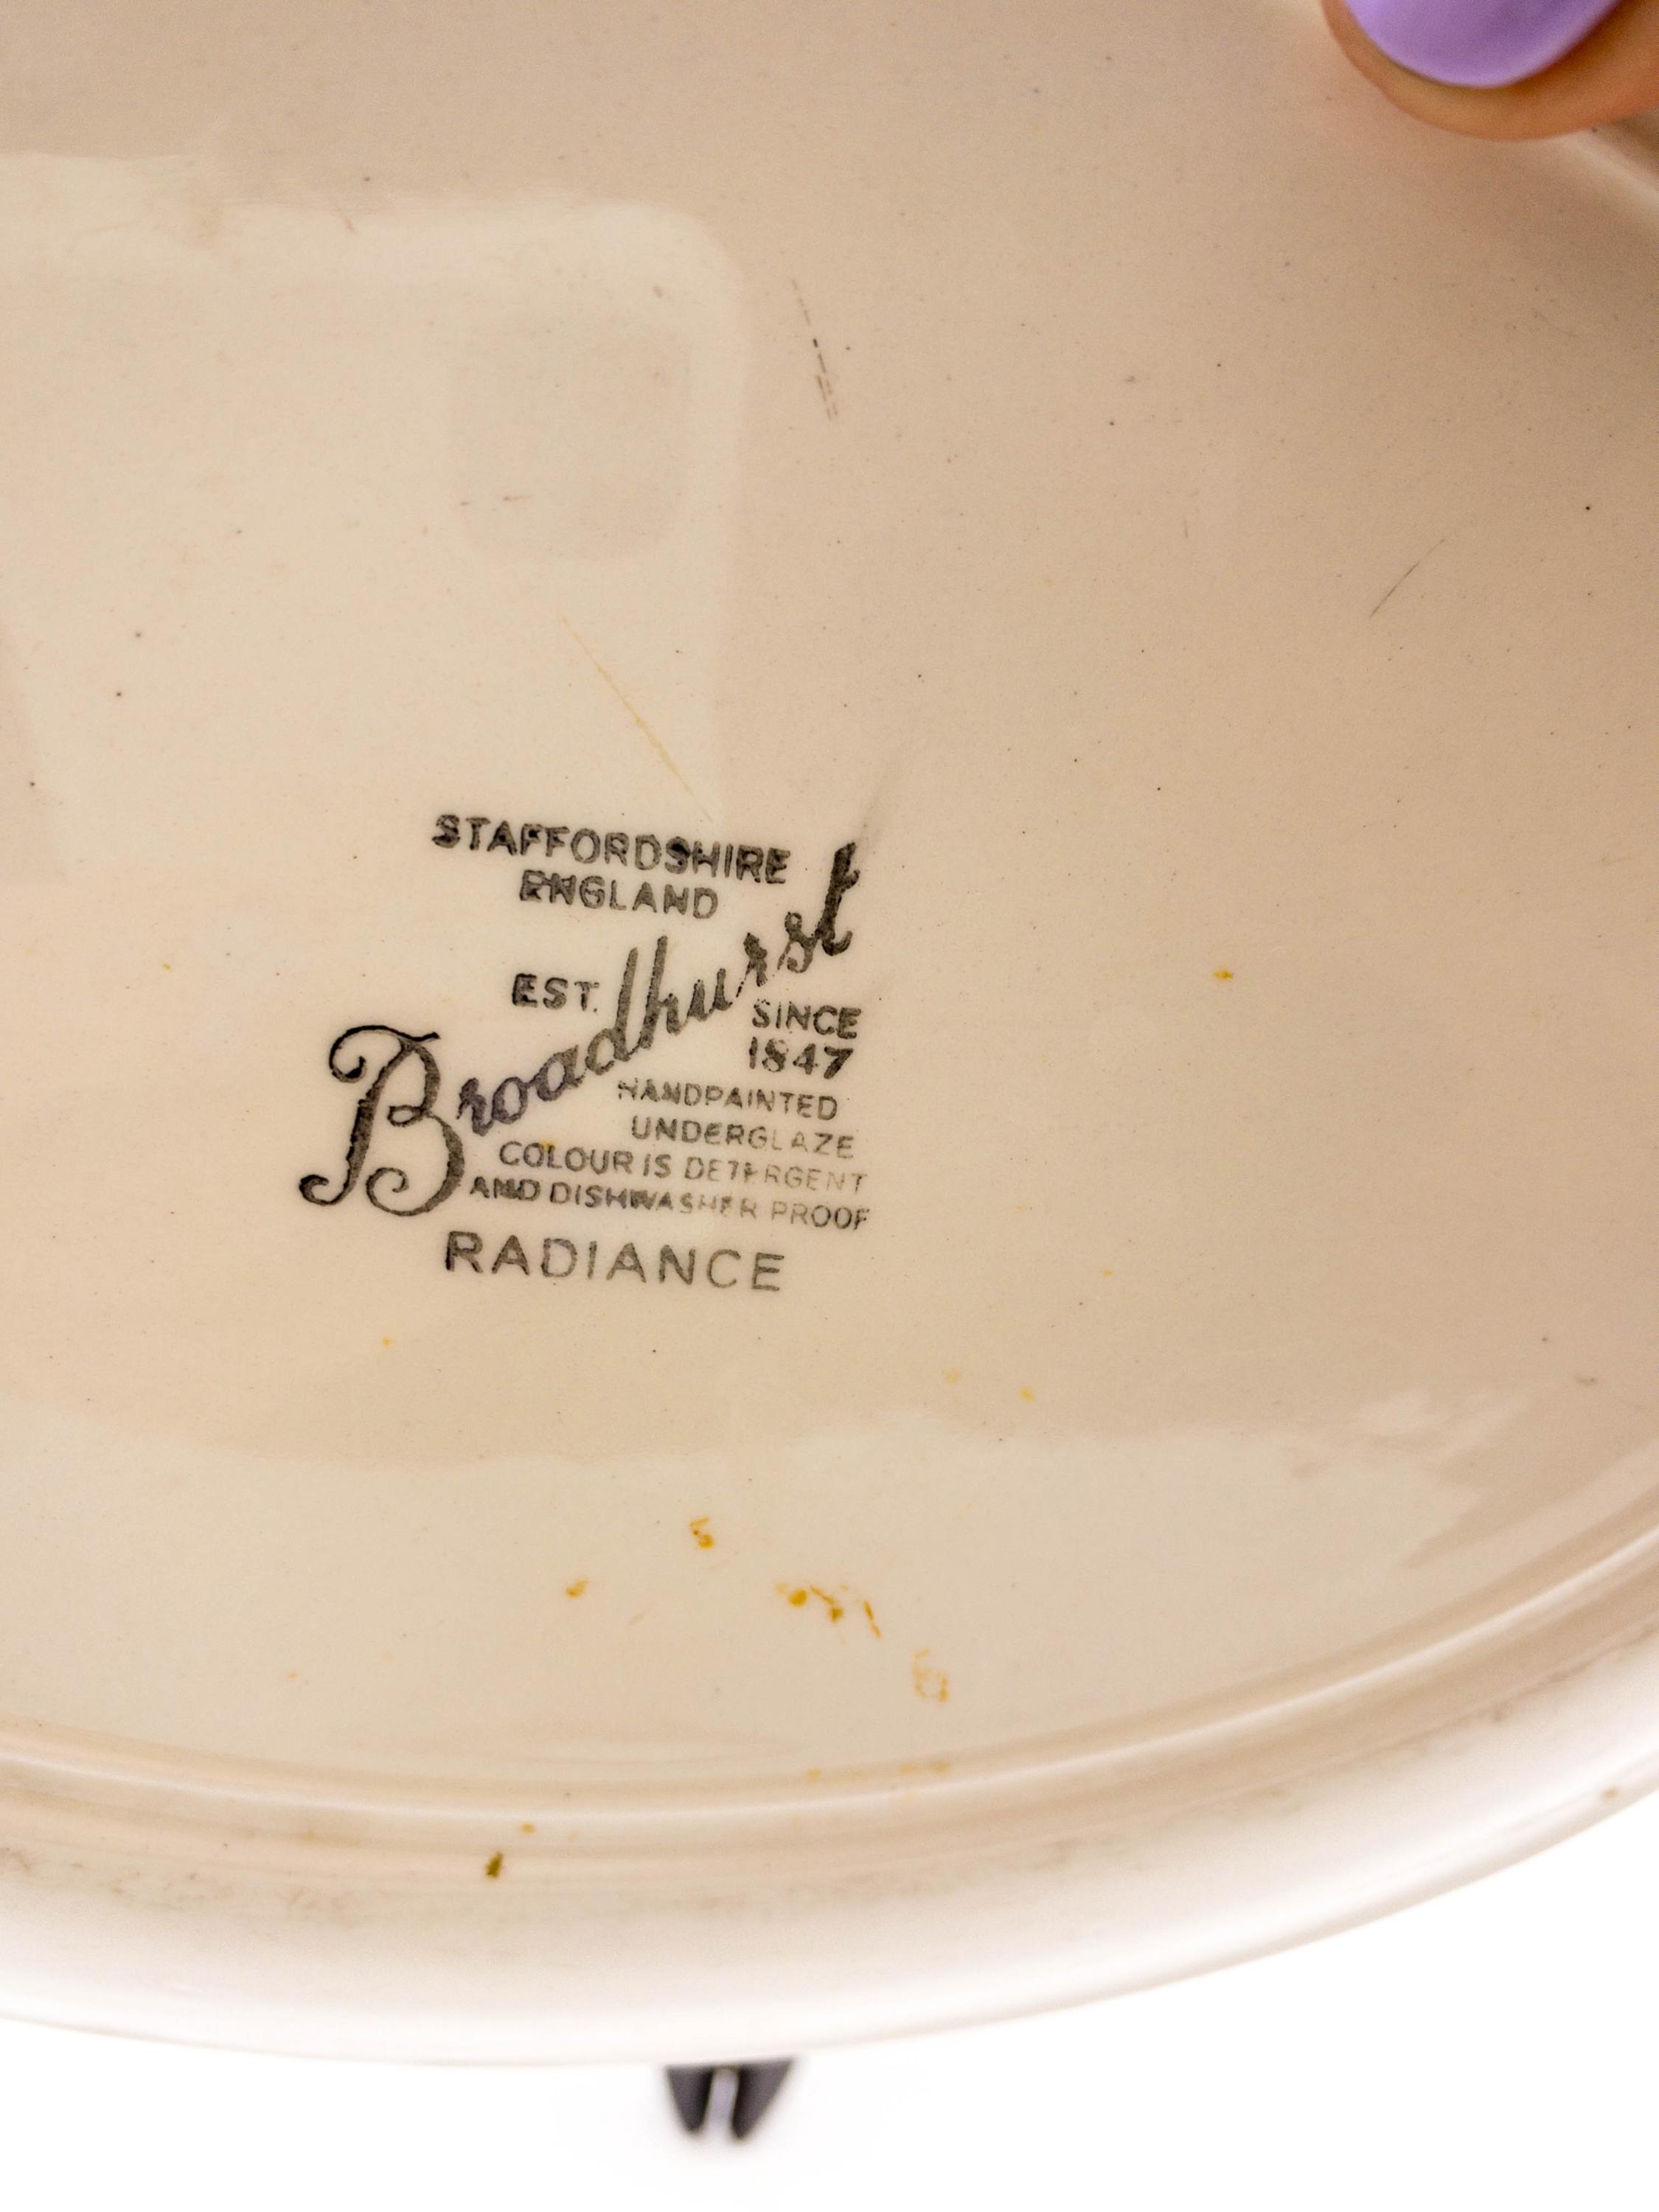 STAFFORDSHIRE
ENGLAND
EST.
Broadhurst
SINCE
1847
HANDPAINTED
UNDERGLAZE
COLOUR IS DETERGENT
AND DISHWASHER PROOF
RADIANCE